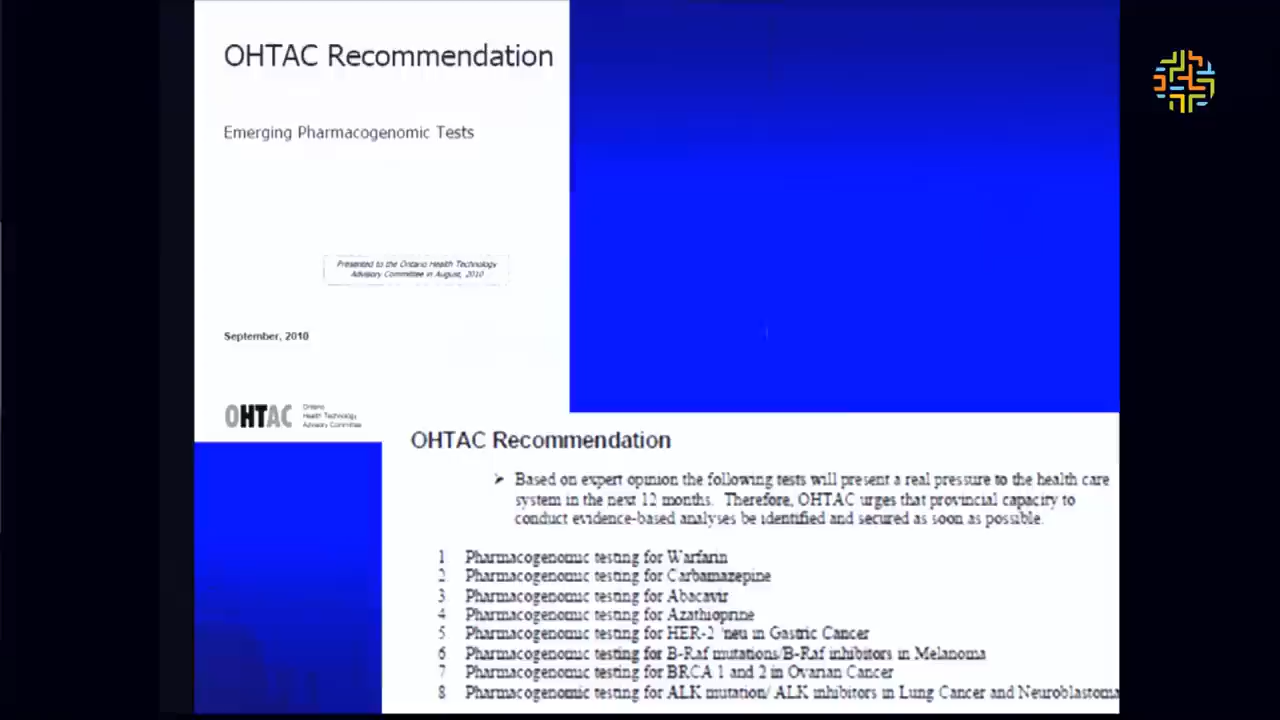 OHTAC Recommendation
Emerging Pharmacogenomic Tests
Presented to the Ontario Health Technology
Advisory Committee in August, 2010
September, 2010
OHTAC
Ontario
Health Technology
Advisory Committee
OHTAC Recommendation
➢ Based on expert opinion the following tests will present a real pressure to the health care
system in the next 12 months. Therefore, OHTAC urges that provincial capacity to
conduct evidence-based analyses be identified and secured as soon as possible.
1. Pharmacogenomic testing for Warfarin
2. Pharmacogenomic testing for Carbamazepine
3. Pharmacogenomic testing for Abacavir
4. Pharmacogenomic testing for Azathioprine
5. Pharmacogenomic testing for HER-2 'neu in Gastric Cancer
6. Pharmacogenomic testing for B-Raf mutations/B-Raf inhibitors in Melanoma
7. Pharmacogenomic testing for BRCA 1 and 2 in Ovarian Cancer
8. Pharmacogenomic testing for ALK mutation/ ALK inhibitors in Lung Cancer and Neuroblastoma